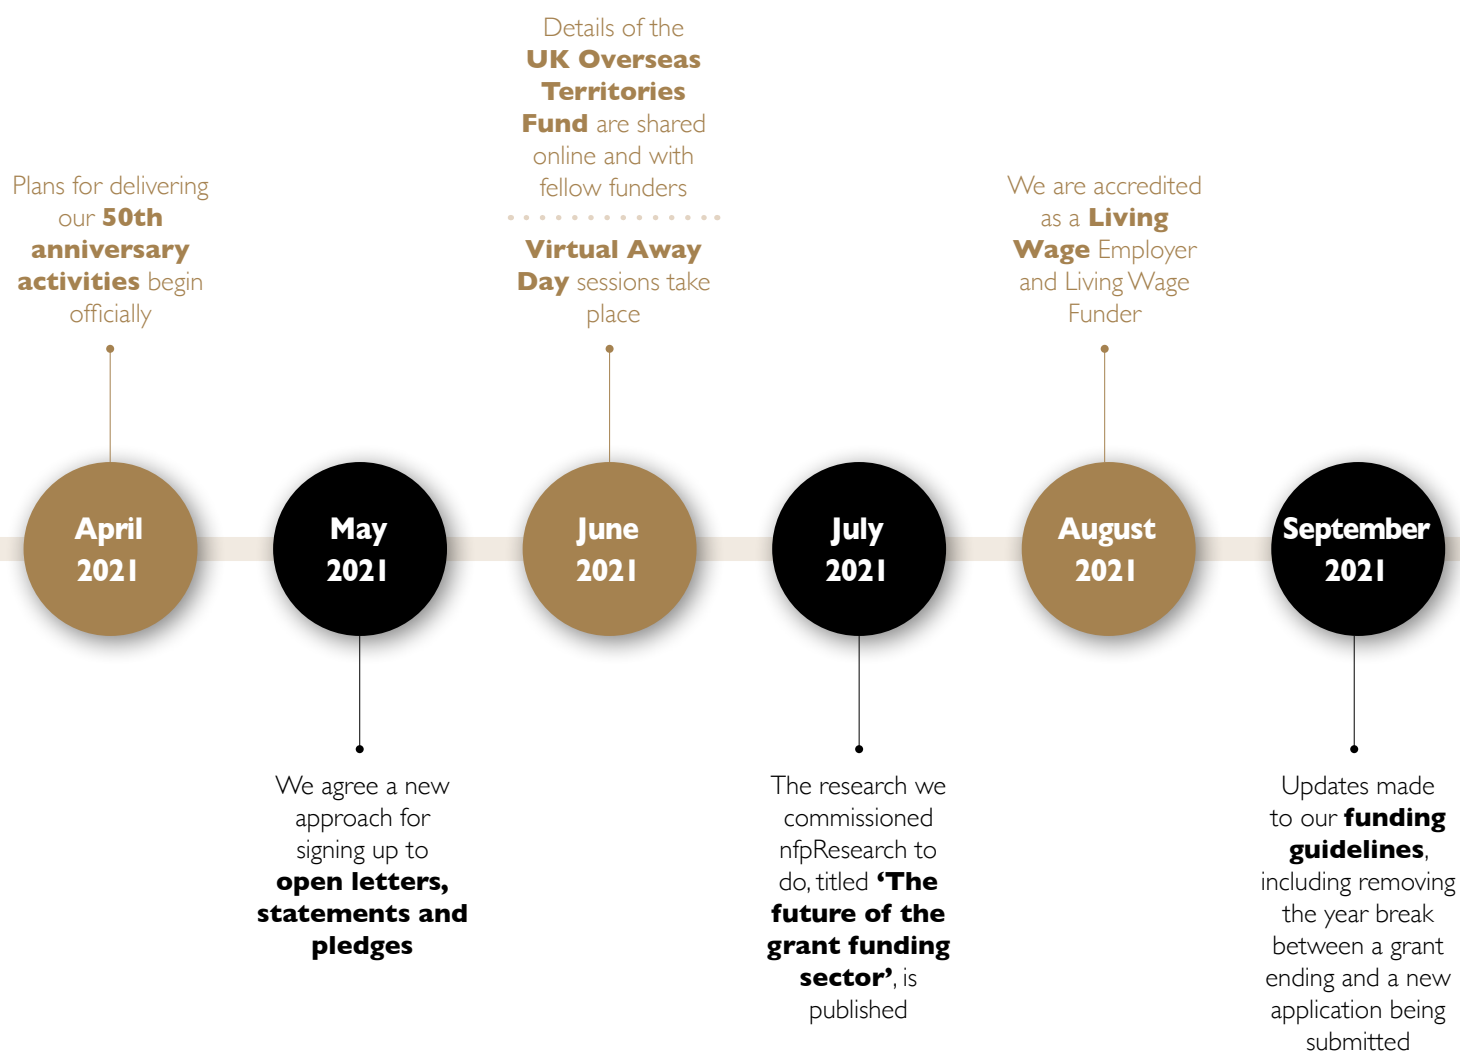 Plans for delivering
our 50th
anniversary
activities begin
officially
April
2021
May
2021
We agree a new
approach for
signing up to
open letters,
statements and
pledges
Details of the
UK Overseas
Territories
Fund are shared
online and with
fellow funders
Virtual Away
Day sessions take
place
June
2021
July
2021
The research we
commissioned
nfpResearch to
do, titled ‘The
future of the
grant funding
sector’, is
published
We are accredited
as a Living
Wage Employer
and Living Wage
Funder
August
2021
September
2021
Updates made
to our funding
guidelines,
including removing
the year break
between a grant
ending and a new
application being
submitted